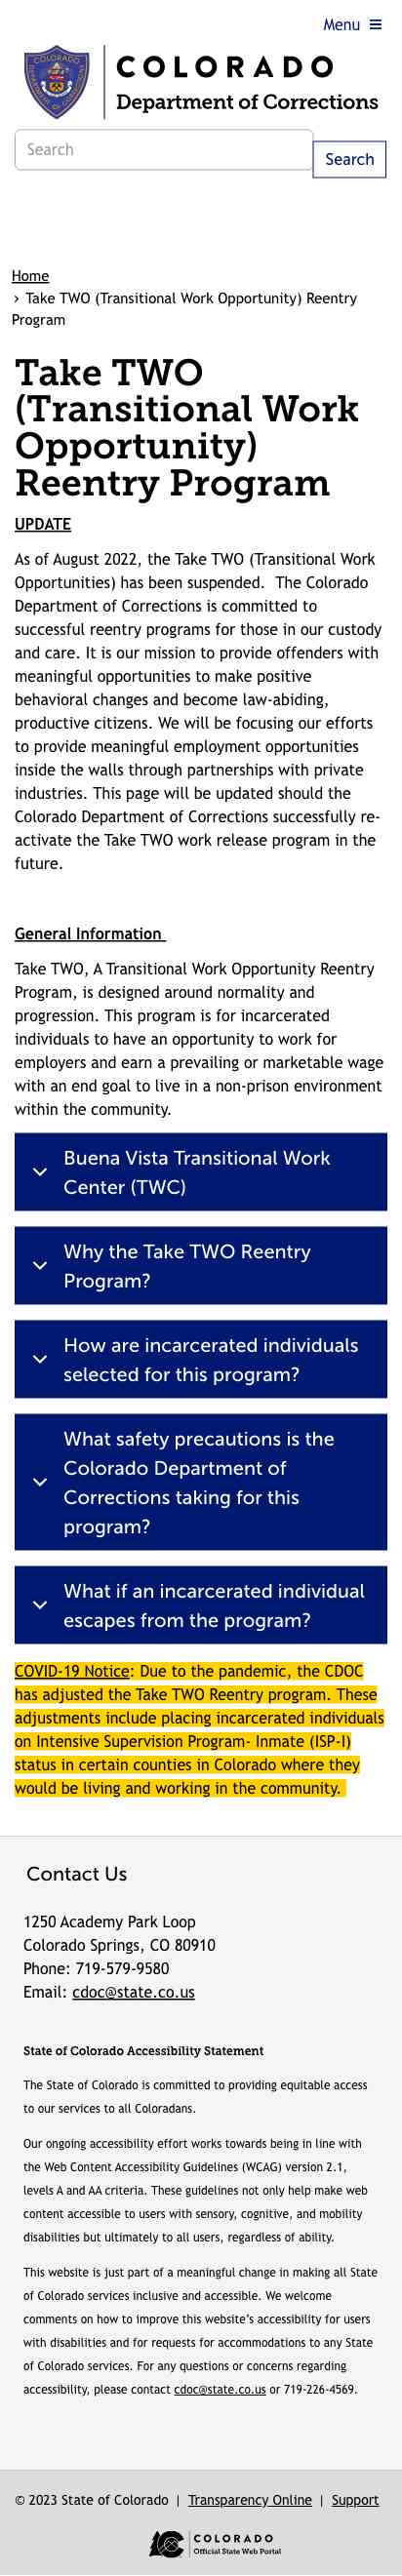 Menu
COLORADO
Department of Corrections
Search
Search
Home
› Take TWO (Transitional Work Opportunity) Reentry
Program
Take TWO
(Transitional Work
Opportunity)
Reentry Program
UPDATE
As of August 2022, the Take TWO (Transitional Work
Opportunities) has been suspended.  The Colorado
Department of Corrections is committed to
successful reentry programs for those in our custody
and care. It is our mission to provide offenders with
meaningful opportunities to make positive
behavioral changes and become law-abiding,
productive citizens. We will be focusing our efforts
to provide meaningful employment opportunities
inside the walls through partnerships with private
industries. This page will be updated should the
Colorado Department of Corrections successfully re-
activate the Take TWO work release program in the
future.
General Information
Take TWO, A Transitional Work Opportunity Reentry
Program, is designed around normality and
progression. This program is for incarcerated
individuals to have an opportunity to work for
employers and earn a prevailing or marketable wage
with an end goal to live in a non-prison environment
within the community.
Buena Vista Transitional Work
Center (TWC)
Why the Take TWO Reentry
Program?
How are incarcerated individuals
selected for this program?
What safety precautions is the
Colorado Department of
Corrections taking for this
program?
What if an incarcerated individual
escapes from the program?
COVID-19 Notice: Due to the pandemic, the CDOC
has adjusted the Take TWO Reentry program. These
adjustments include placing incarcerated individuals
on Intensive Supervision Program- Inmate (ISP-I)
status in certain counties in Colorado where they
would be living and working in the community.
Contact Us
1250 Academy Park Loop
Colorado Springs, CO 80910
Phone: 719-579-9580
Email: cdoc@state.co.us
State of Colorado Accessibility Statement
The State of Colorado is committed to providing equitable access
to our services to all Coloradans.
Our ongoing accessibility effort works towards being in line with
the Web Content Accessibility Guidelines (WCAG) version 2.1,
levels A and AA criteria. These guidelines not only help make web
content accessible to users with sensory, cognitive, and mobility
disabilities but ultimately to all users, regardless of ability.
This website is just part of a meaningful change in making all State
of Colorado services inclusive and accessible. We welcome
comments on how to improve this website's accessibility for users
with disabilities and for requests for accommodations to any State
of Colorado services. For any questions or concerns regarding
accessibility, please contact cdoc@state.co.us or 719-226-4569.
© 2023 State of Colorado | Transparency Online | Support
COLORADO
Official State Web Portal